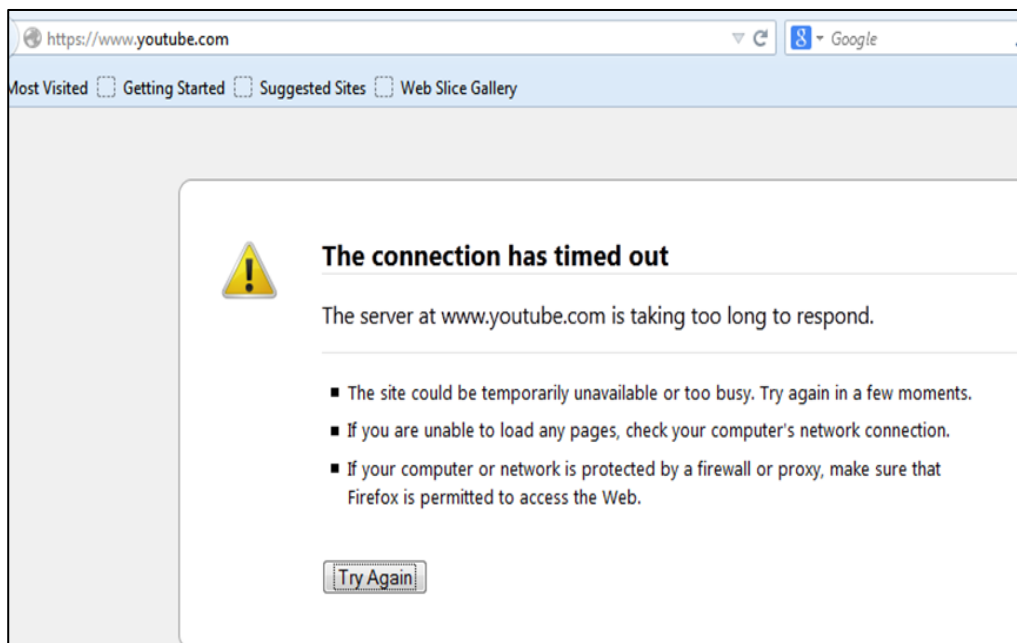 https://www.youtube.com
8 Google
Most Visited Getting Started Suggested Sites Web Slice Gallery
The connection has timed out
The server at www.youtube.com is taking too long to respond.
The site could be temporarily unavailable or too busy. Try again in a few moments.
If you are unable to load any pages, check your computer's network connection.
If your computer or network is protected by a firewall or proxy, make sure that
Firefox is permitted to access the Web.
Try Again